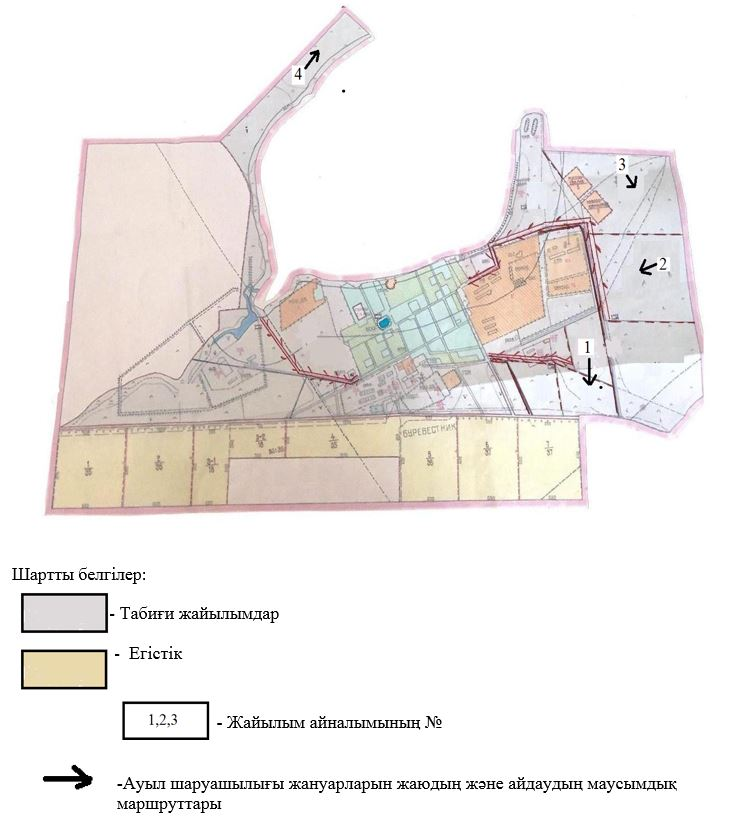 4
3
2
1
БУРЕВЕСТНИК
Шартты белгілер:
- Табиғи жайылымдар
- Егістік
1,2,3
- Жайылым айналымының №
-Ауыл шаруашылығы жануарларын жаюдың және айдаудың маусымдық
маршруттары